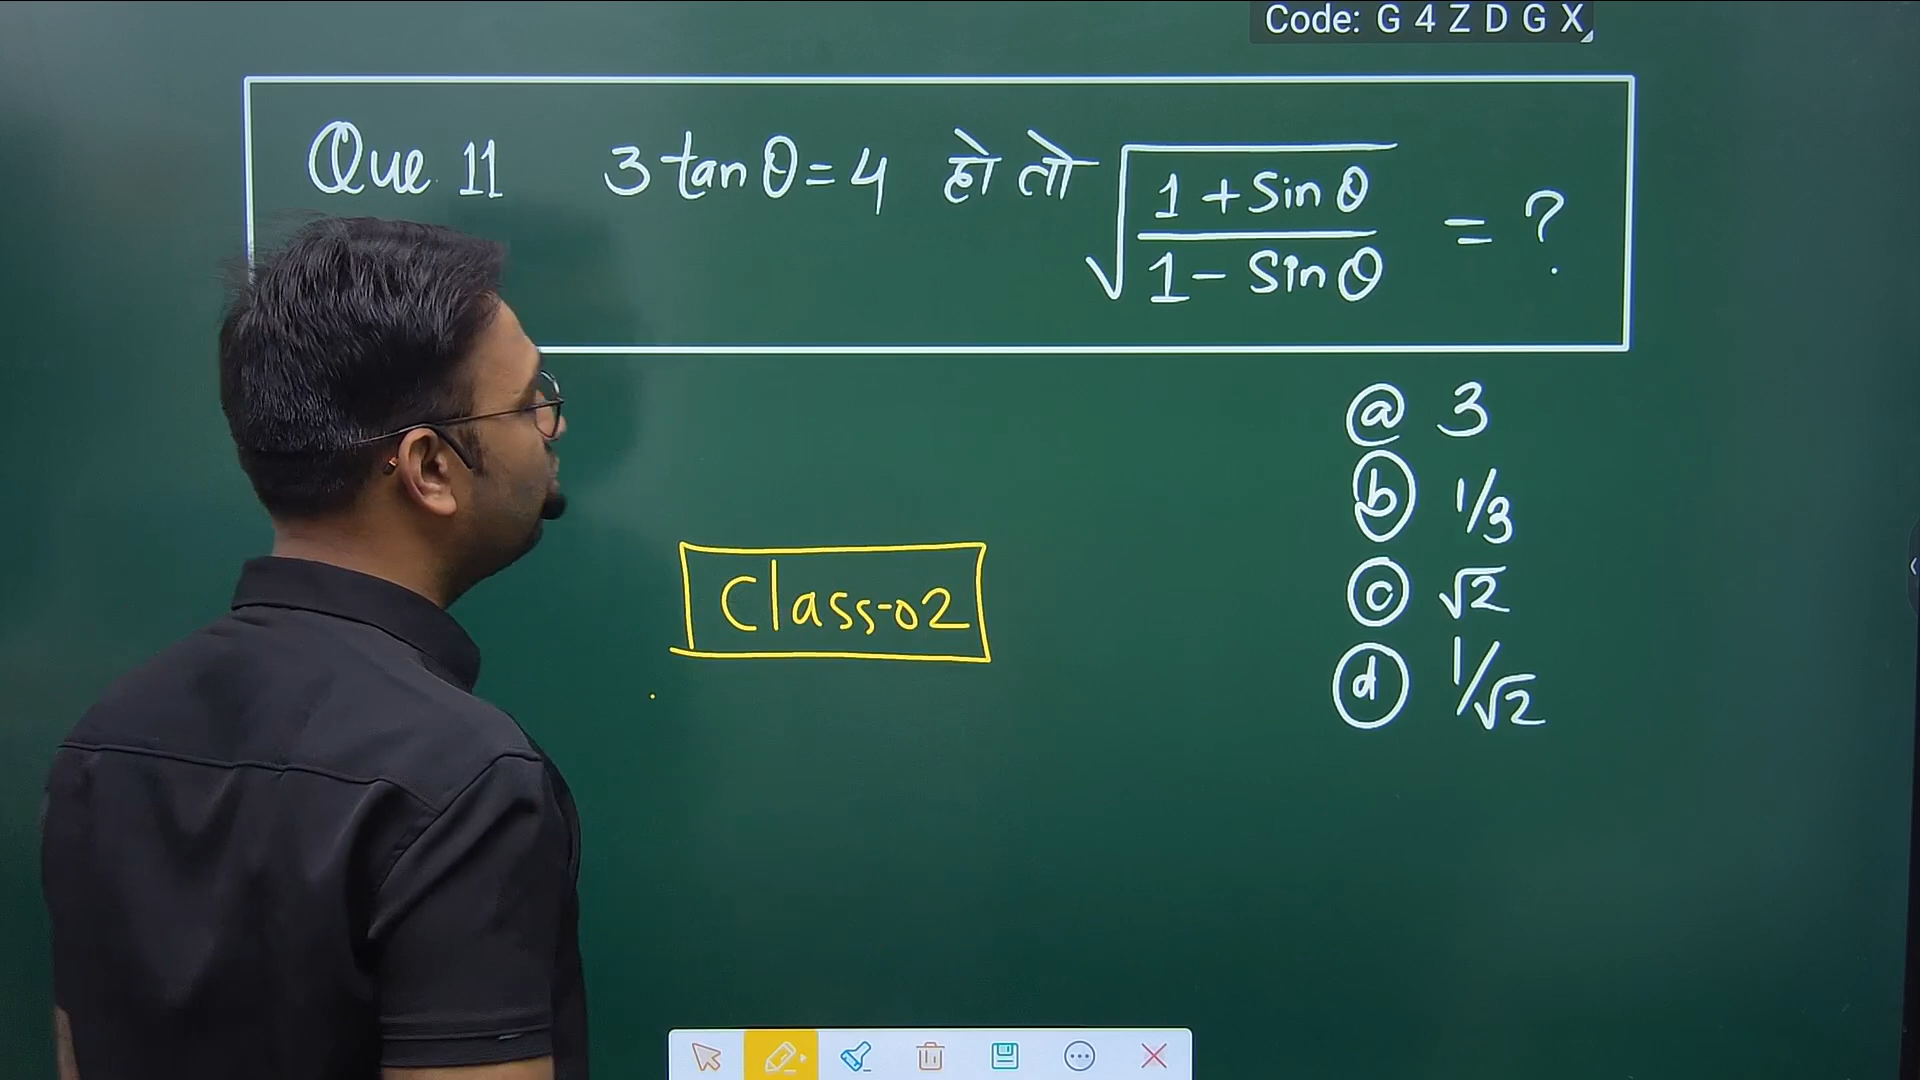 Code: G 4 Z D G X
Que. 11 3 tan θ = 4 हो तो √((1 + Sin θ)/(1 - Sin θ)) = ?
ⓐ 3
ⓑ 1/3
ⓒ √2
ⓓ 1/√2
Class-02